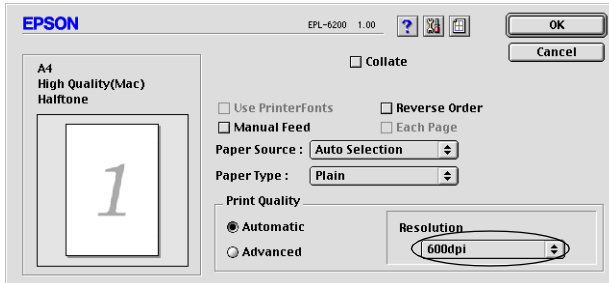 EPSON
EPL-6200 1.00
?
OK
Cancel
Collate
A4
High Quality(Mac)
Halftone
1
Use PrinterFonts
Reverse Order
Manual Feed
Each Page
Paper Source : Auto Selection
Paper Type : Plain
Print Quality
Automatic
Advanced
Resolution
600dpi